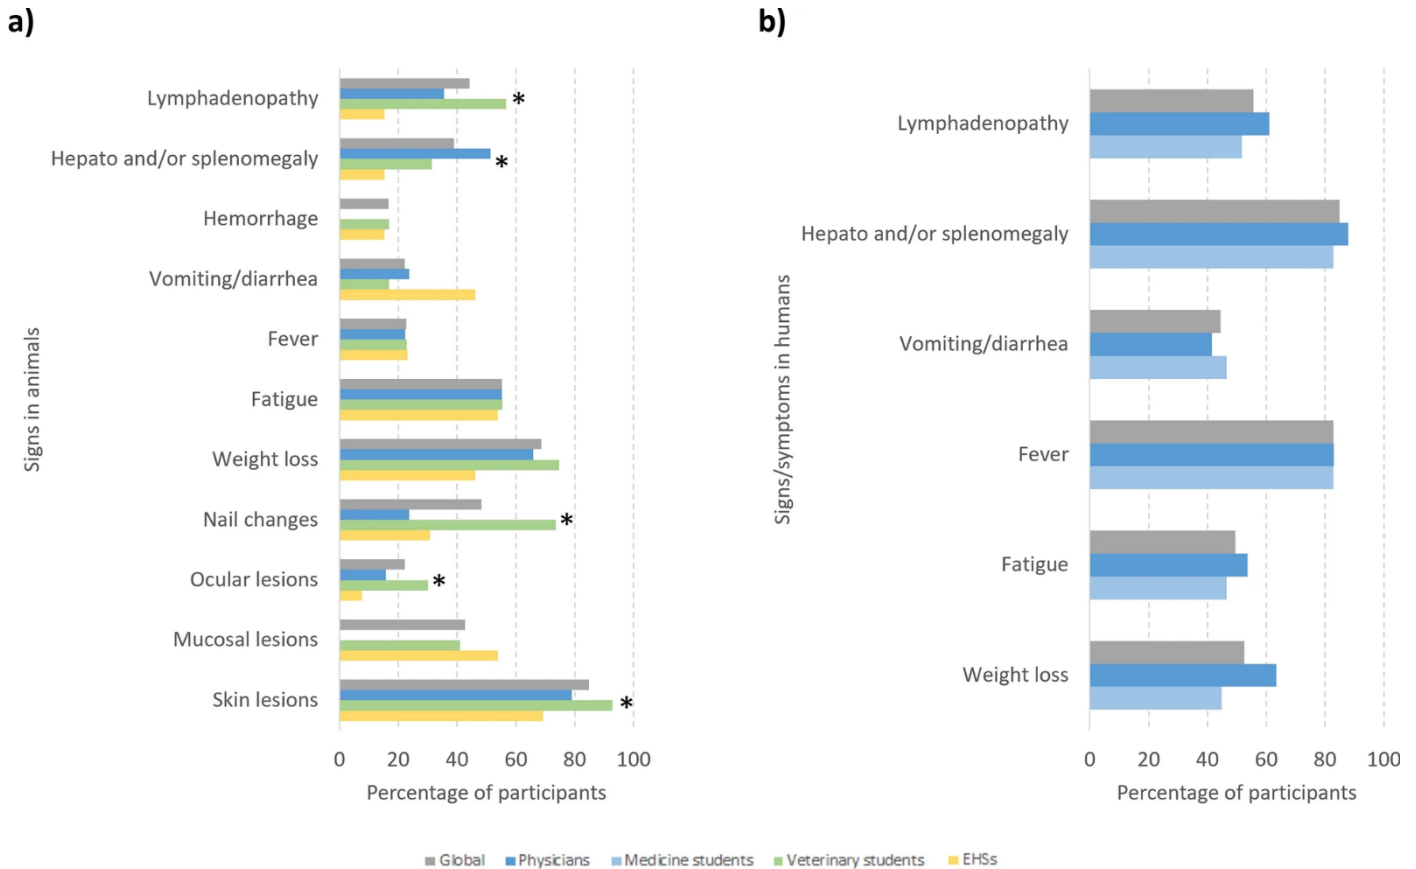 a)
Signs in animals
Lymphadenopathy
*
Hepato and/or splenomegaly
*
Hemorrhage
Vomiting/diarrhea
Fever
Fatigue
Weight loss
Nail changes
*
Ocular lesions
*
Mucosal lesions
Skin lesions
*
0 20 40 60 80 100
Percentage of participants
b)
Signs/symptoms in humans
Lymphadenopathy
Hepato and/or splenomegaly
Vomiting/diarrhea
Fever
Fatigue
Weight loss
0 20 40 60 80 100
Percentage of participants
Global Physicians Medicine students Veterinary students EHSs